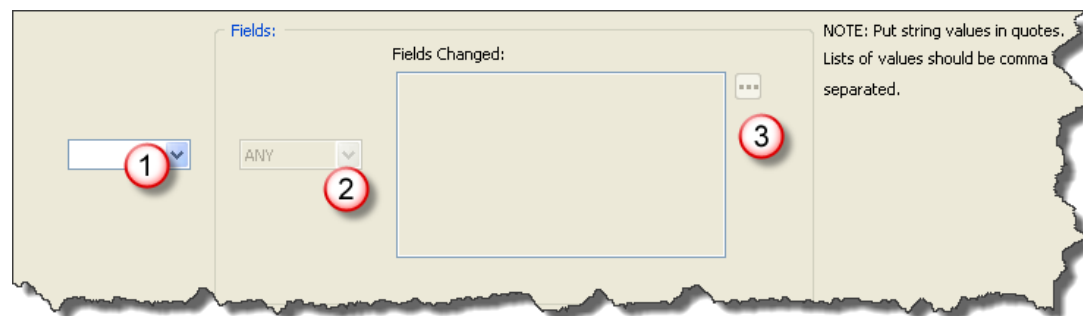 Fields:
Fields Changed:
NOTE: Put string values in quotes.
Lists of values should be comma
separated.
1
ANY
2
3